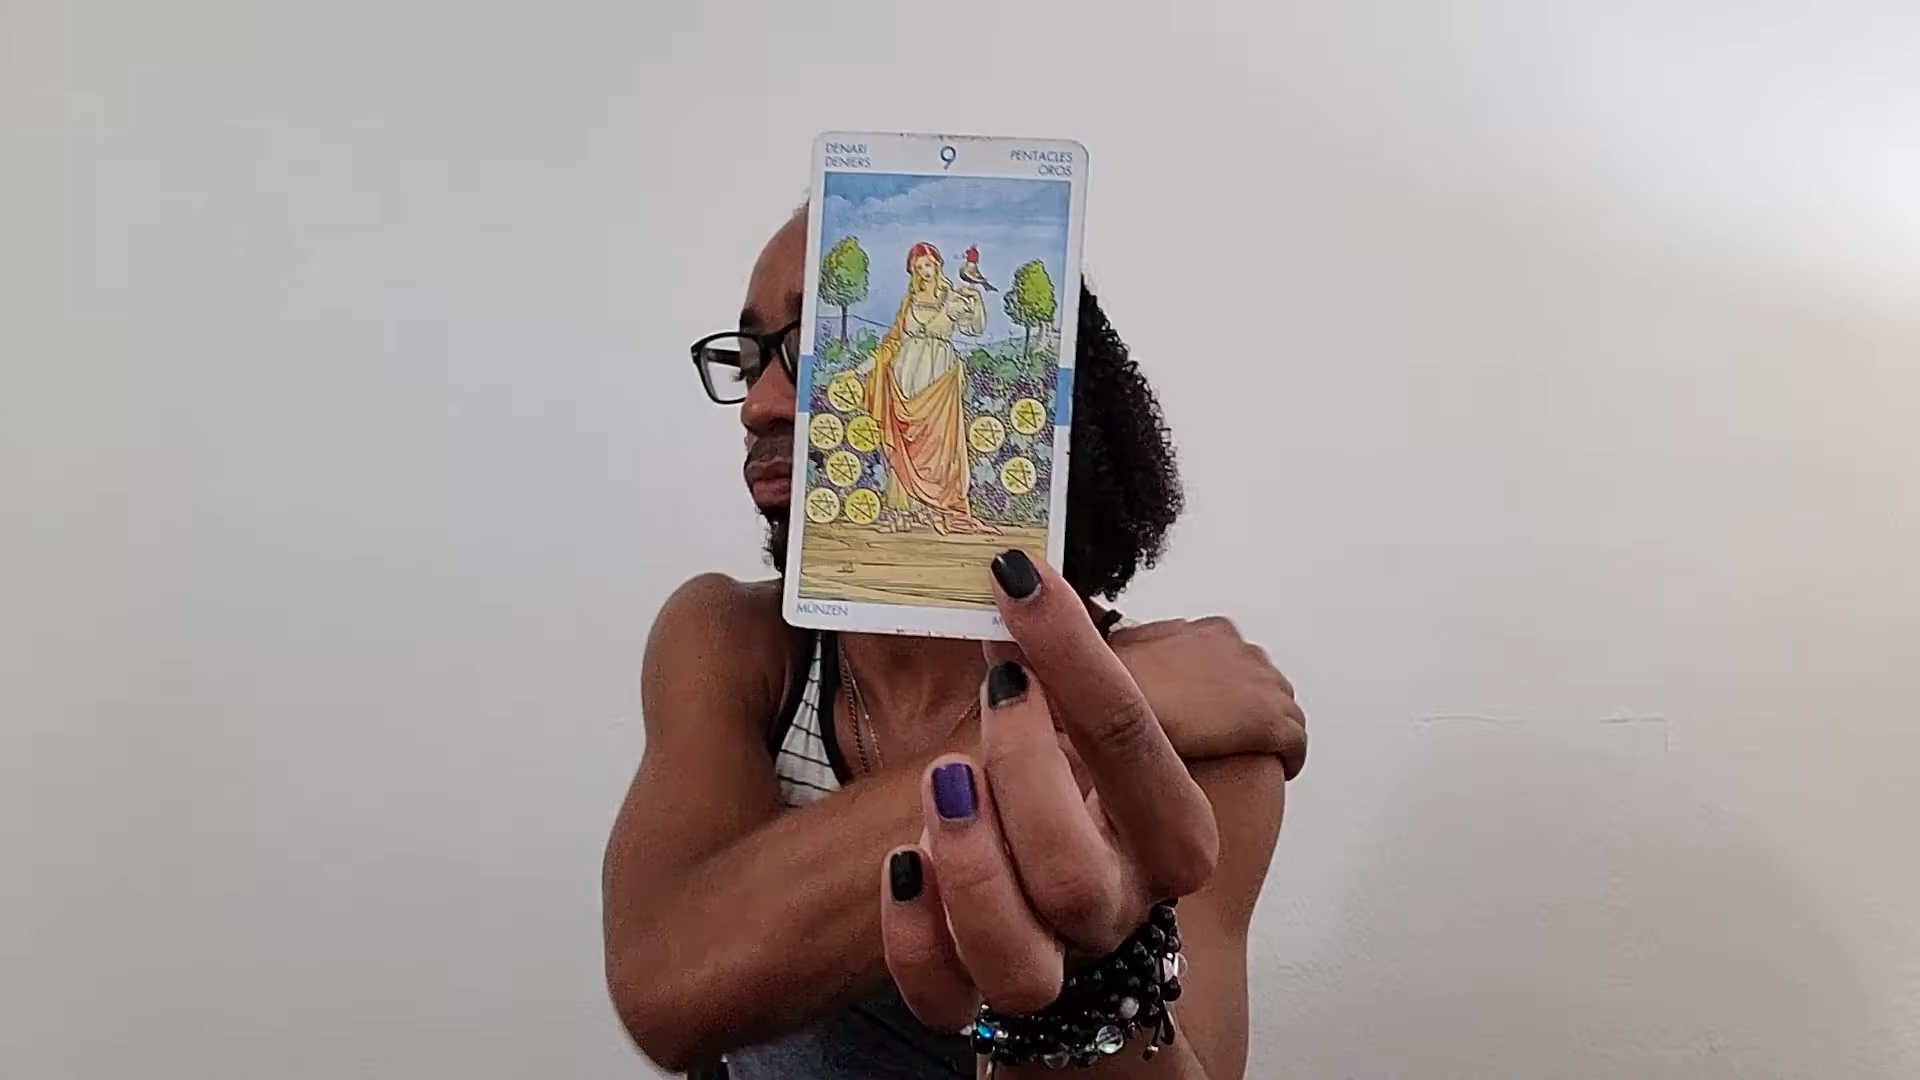 DENARI
DENIERS
9
PENTACLES
OROS
MÜNZEN